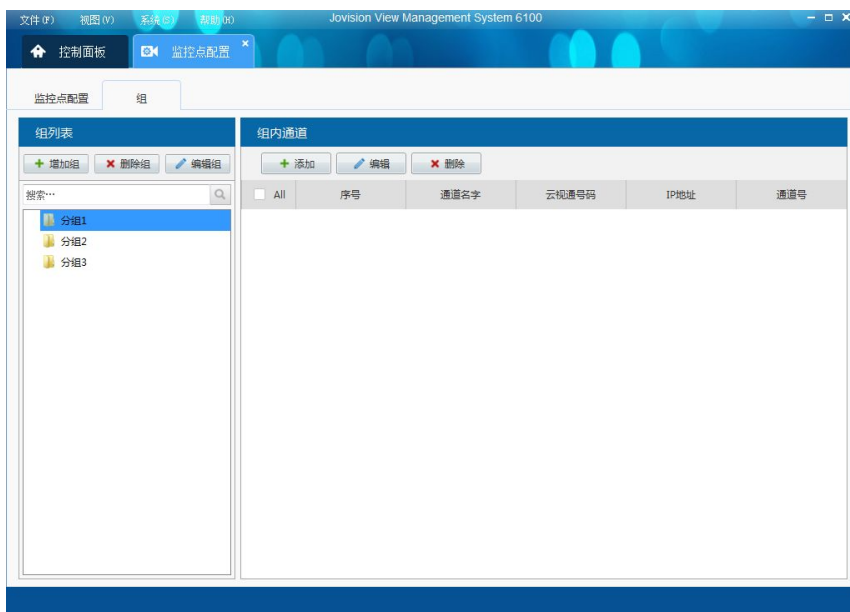 文件(F) 视图(V) 系统(S) 帮助(H) Jovision View Management System 6100
控制面板 监控点配置
监控点配置 组
组列表 组内通道
增加组 删除组 编辑组 添加 编辑 删除
搜索… All 序号 通道名字 云视通号码 IP地址 通道号
分组1
分组2
分组3